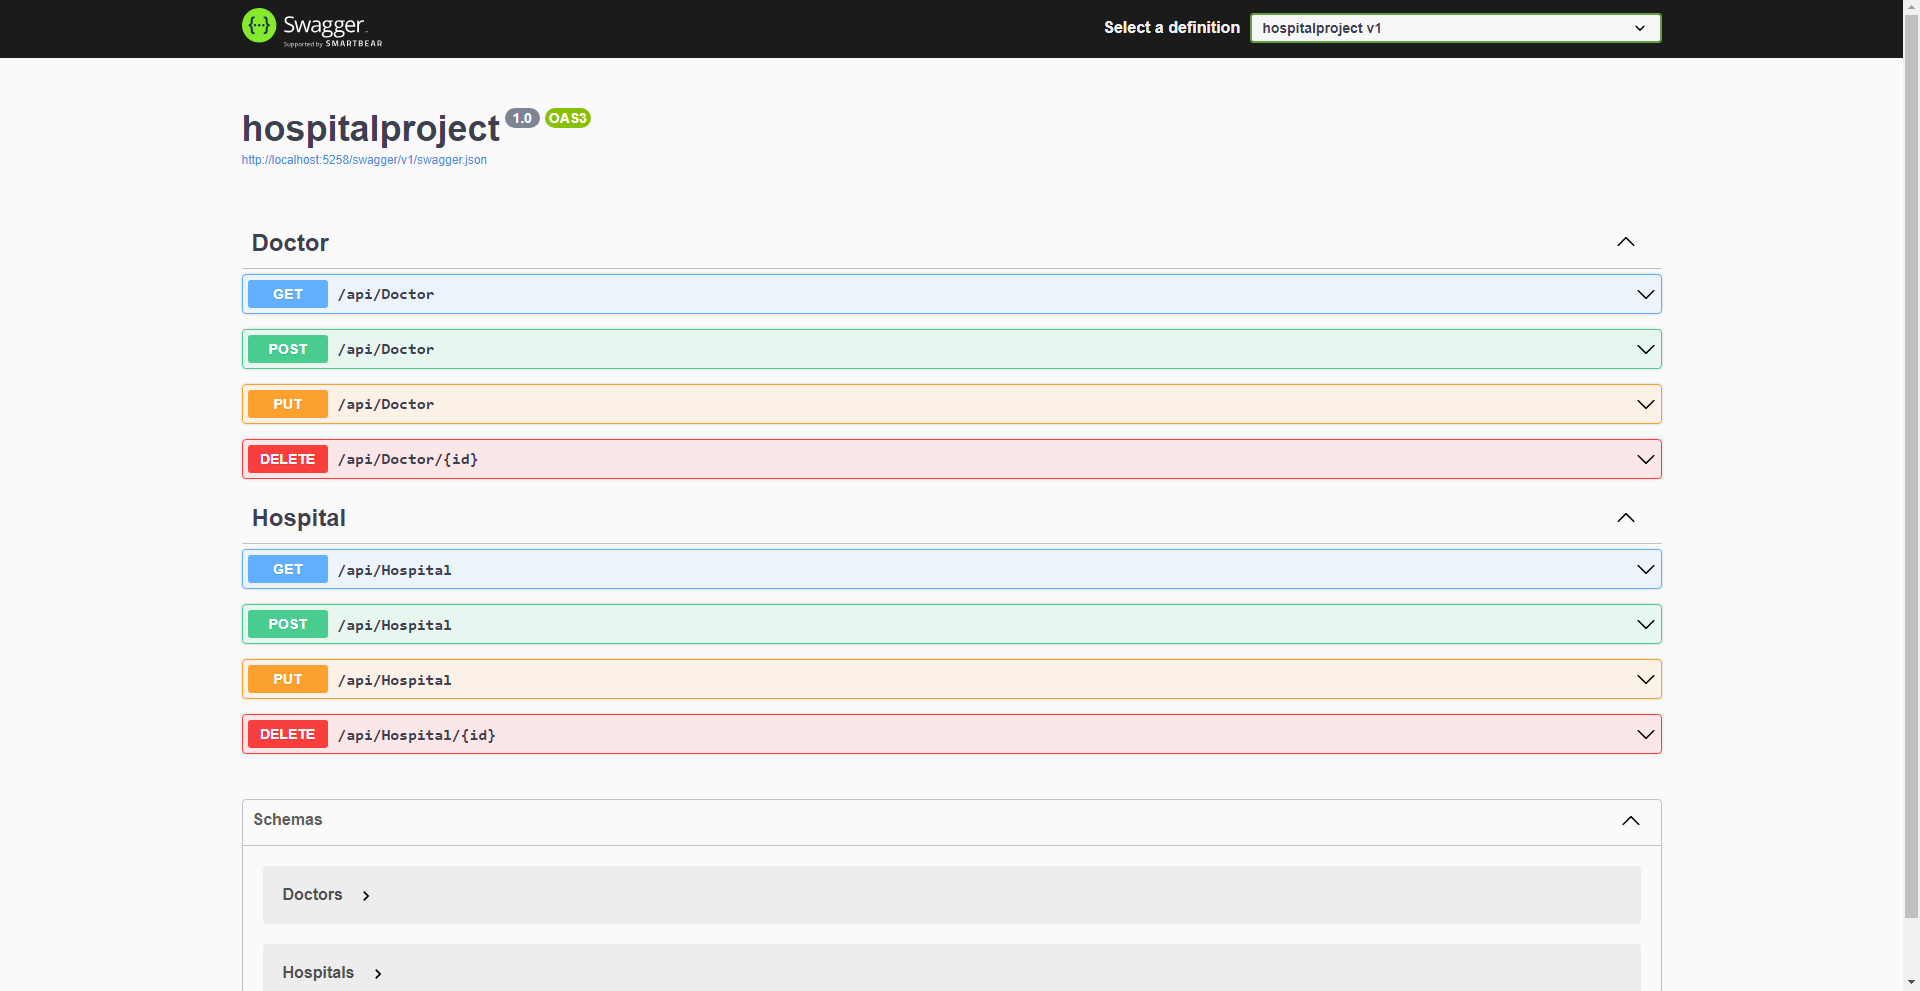 Swagger
Supported by SMARTBEAR
Select a definition
hospitalproject v1
hospitalproject 1.0 OAS3
http://localhost:5258/swagger/v1/swagger.json
Doctor
GET /api/Doctor
POST /api/Doctor
PUT /api/Doctor
DELETE /api/Doctor/{id}
Hospital
GET /api/Hospital
POST /api/Hospital
PUT /api/Hospital
DELETE /api/Hospital/{id}
Schemas
Doctors
Hospitals